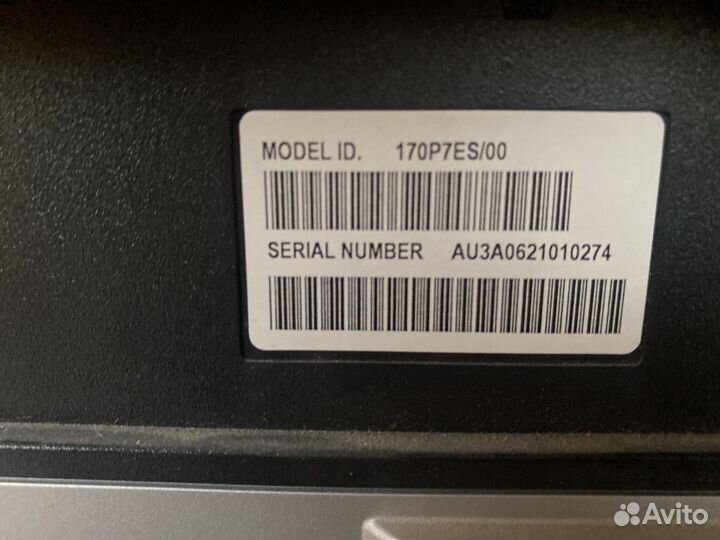 MODEL ID. 170P7ES/00
SERIAL NUMBER AU3A0621010274
Avito